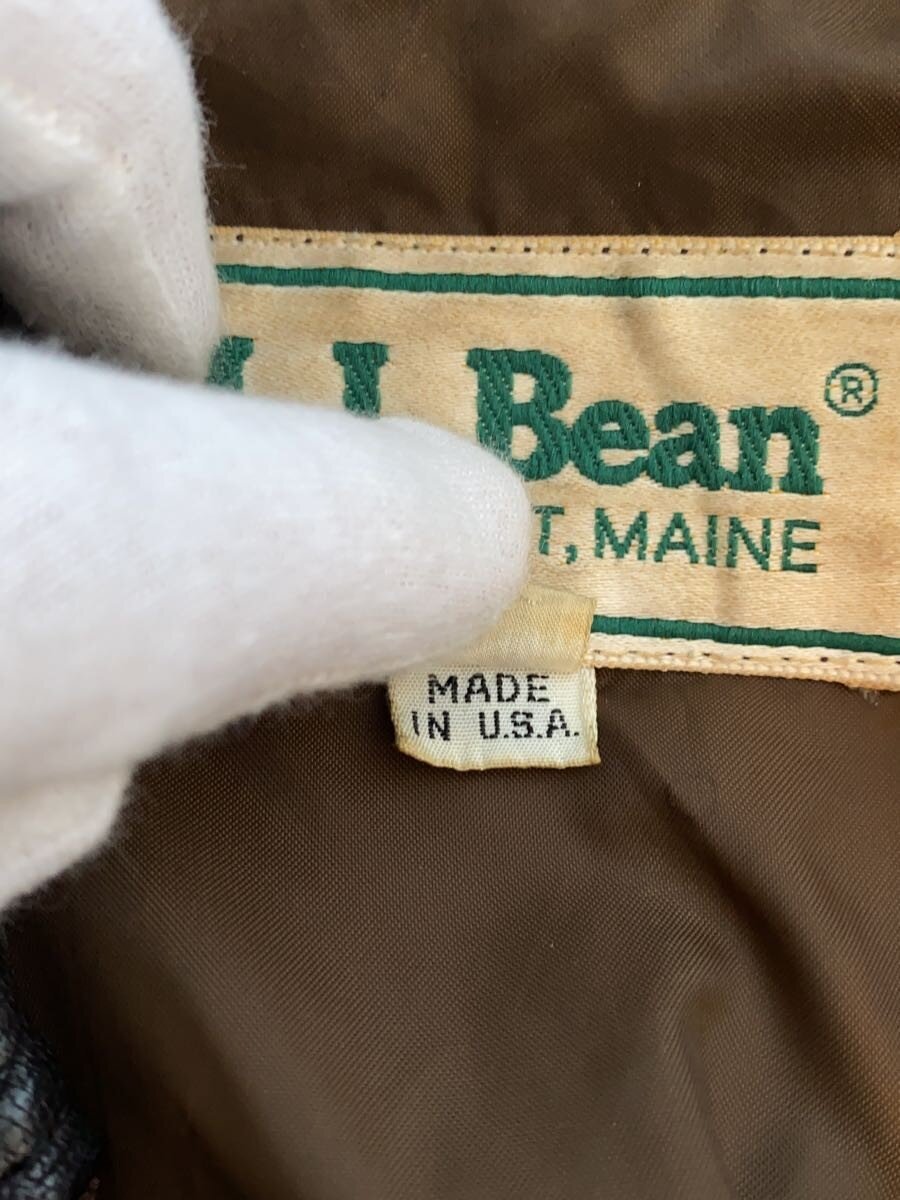 L.L.Bean®
T, MAINE
MADE
IN U.S.A.